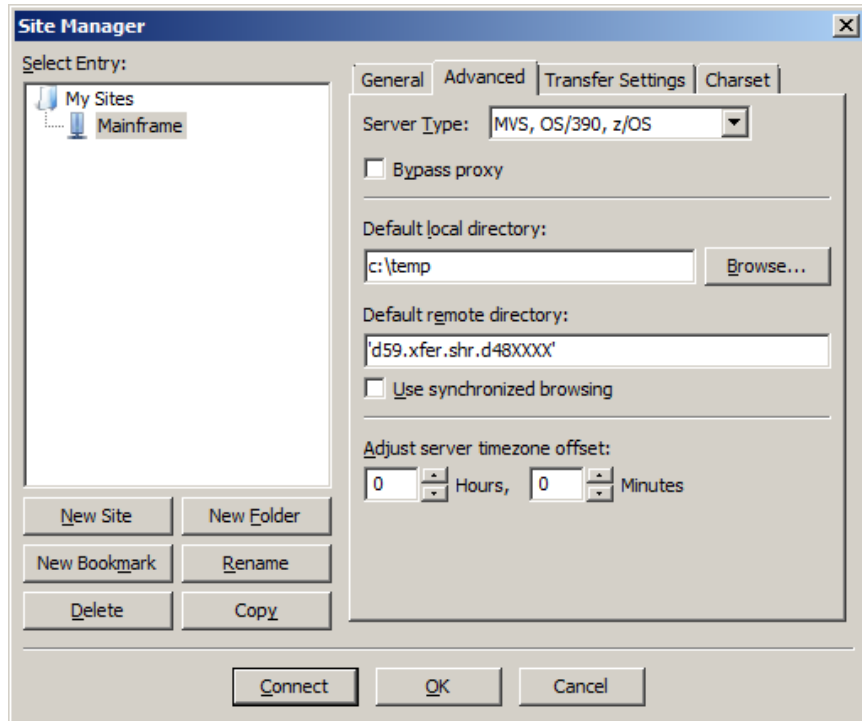 Site Manager
Select Entry:
My Sites
Mainframe
New Site
New Folder
New Bookmark
Rename
Delete
Copy
General
Advanced
Transfer Settings
Charset
Server Type:
MVS, OS/390, z/OS
Bypass proxy
Default local directory:
c:\temp
Browse...
Default remote directory:
'd59.xfer.shr.d48XXXX'
Use synchronized browsing
Adjust server timezone offset:
0 Hours, 0 Minutes
Connect
OK
Cancel